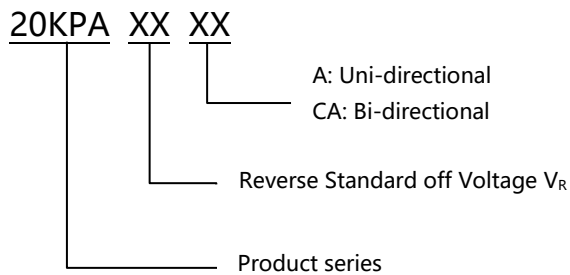 20KPA XX XX
A: Uni-directional
CA: Bi-directional
Reverse Standard off Voltage VR
Product series